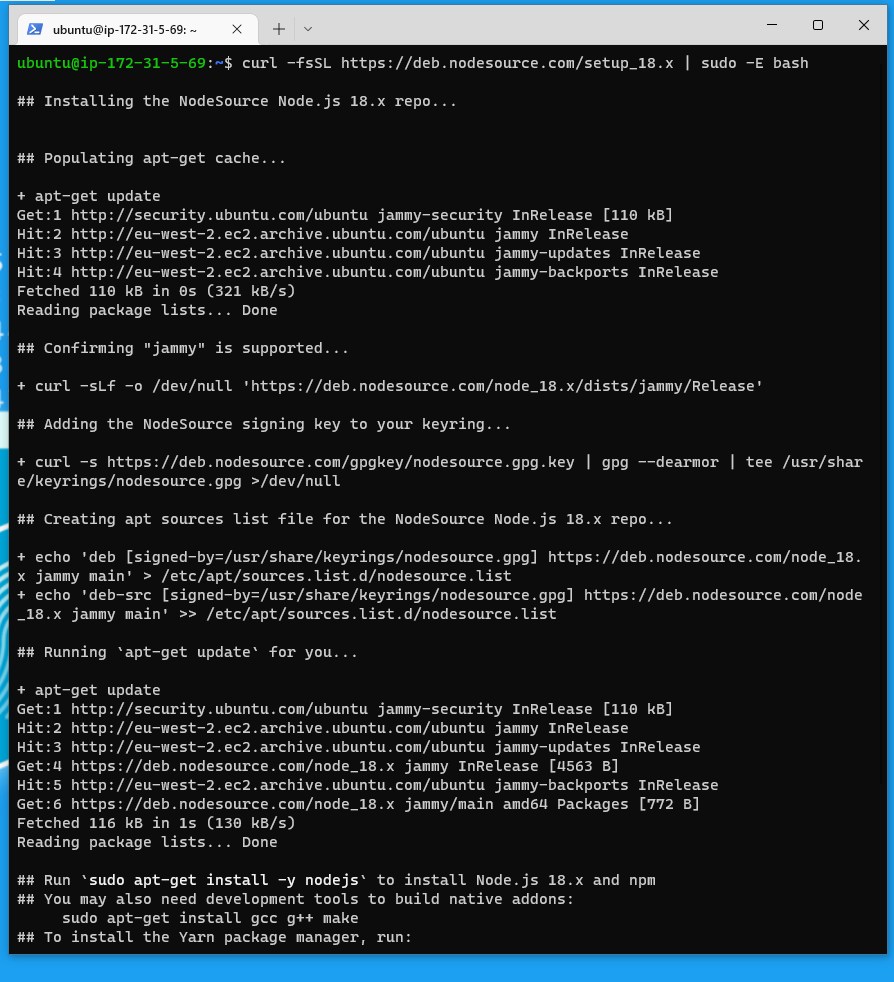 ubuntu@ip-172-31-5-69: ~
ubuntu@ip-172-31-5-69:~$ curl -fsSL https://deb.nodesource.com/setup_18.x | sudo -E bash
## Installing the NodeSource Node.js 18.x repo...
## Populating apt-get cache...
+ apt-get update
Get:1 http://security.ubuntu.com/ubuntu jammy-security InRelease [110 kB]
Hit:2 http://eu-west-2.ec2.archive.ubuntu.com/ubuntu jammy InRelease
Hit:3 http://eu-west-2.ec2.archive.ubuntu.com/ubuntu jammy-updates InRelease
Hit:4 http://eu-west-2.ec2.archive.ubuntu.com/ubuntu jammy-backports InRelease
Fetched 110 kB in 0s (321 kB/s)
Reading package lists... Done
## Confirming "jammy" is supported...
+ curl -sLf -o /dev/null 'https://deb.nodesource.com/node_18.x/dists/jammy/Release'
## Adding the NodeSource signing key to your keyring...
+ curl -s https://deb.nodesource.com/gpgkey/nodesource.gpg.key | gpg --dearmor | tee /usr/shar
e/keyrings/nodesource.gpg >/dev/null
## Creating apt sources list file for the NodeSource Node.js 18.x repo...
+ echo 'deb [signed-by=/usr/share/keyrings/nodesource.gpg] https://deb.nodesource.com/node_18.
x jammy main' > /etc/apt/sources.list.d/nodesource.list
+ echo 'deb-src [signed-by=/usr/share/keyrings/nodesource.gpg] https://deb.nodesource.com/node
_18.x jammy main' >> /etc/apt/sources.list.d/nodesource.list
## Running `apt-get update` for you...
+ apt-get update
Get:1 http://security.ubuntu.com/ubuntu jammy-security InRelease [110 kB]
Hit:2 http://eu-west-2.ec2.archive.ubuntu.com/ubuntu jammy InRelease
Hit:3 http://eu-west-2.ec2.archive.ubuntu.com/ubuntu jammy-updates InRelease
Get:4 https://deb.nodesource.com/node_18.x jammy InRelease [4563 B]
Hit:5 http://eu-west-2.ec2.archive.ubuntu.com/ubuntu jammy-backports InRelease
Get:6 https://deb.nodesource.com/node_18.x jammy/main amd64 Packages [772 B]
Fetched 116 kB in 1s (130 kB/s)
Reading package lists... Done
## Run `sudo apt-get install -y nodejs` to install Node.js 18.x and npm
## You may also need development tools to build native addons:
     sudo apt-get install gcc g++ make
## To install the Yarn package manager, run: